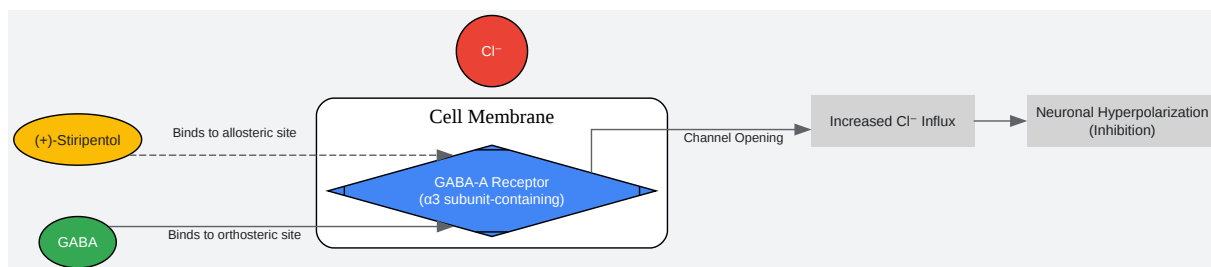 Cl⁻
Cell Membrane
(+)-Stiripentol
Binds to allosteric site
GABA-A Receptor
(α3 subunit-containing)
GABA
Binds to orthosteric site
Channel Opening
Increased Cl⁻ Influx
Neuronal Hyperpolarization
(Inhibition)